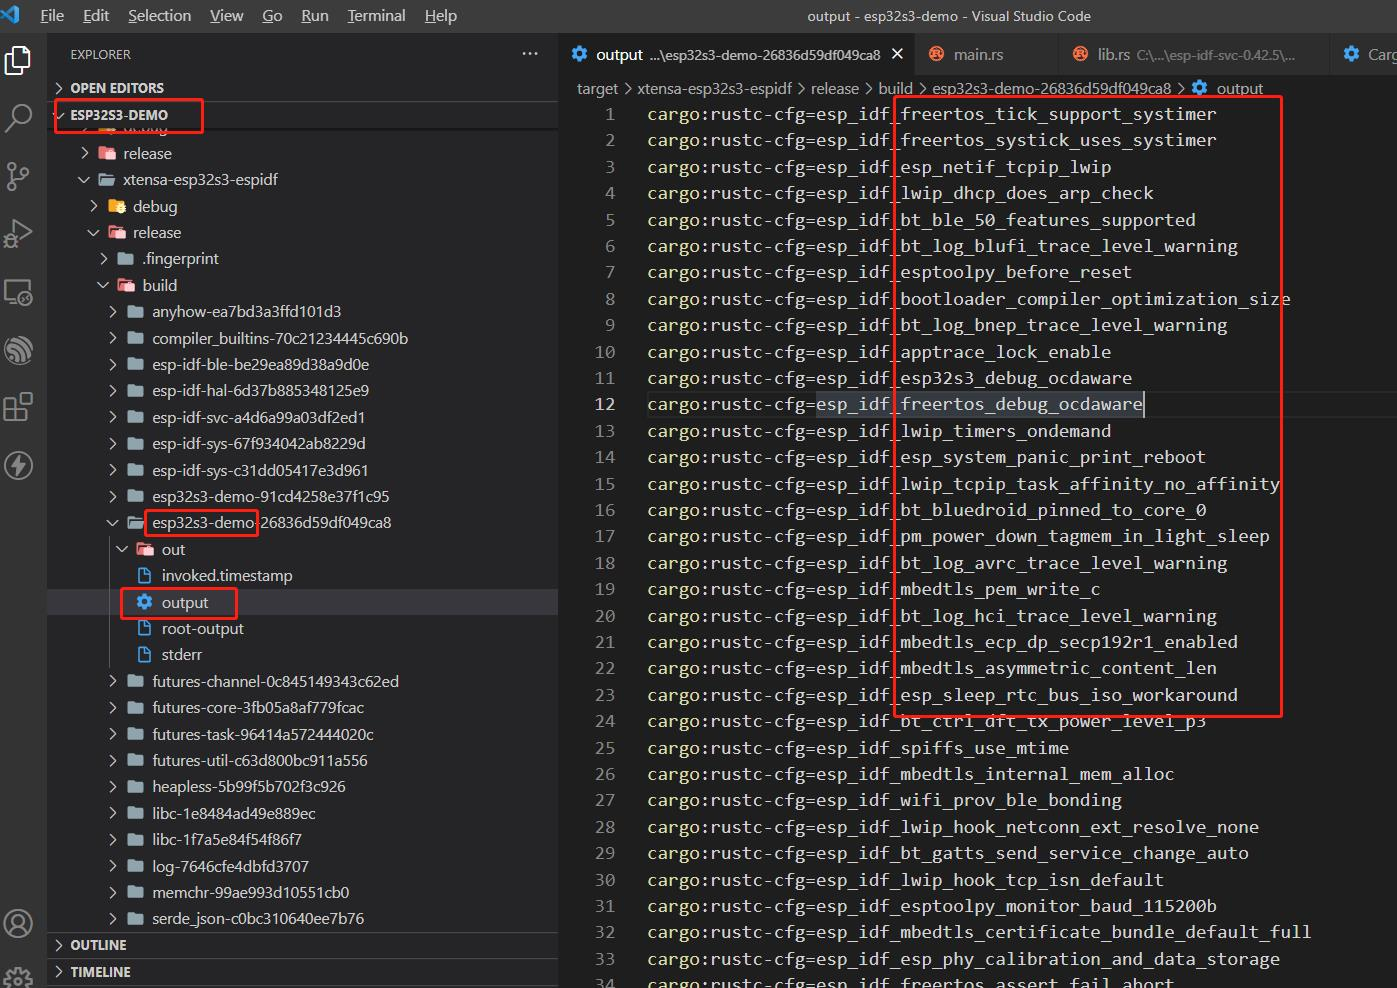 File Edit Selection View Go Run Terminal Help
output - esp32s3-demo - Visual Studio Code
EXPLORER
OPEN EDITORS
ESP32S3-DEMO
debug
release
xtensa-esp32s3-espidf
debug
release
.fingerprint
build
anyhow-ea7bd3a3ffd101d3
compiler_builtins-70c21234445c690b
esp-idf-ble-be29ea89d38a9d0e
esp-idf-hal-6d37b885348125e9
esp-idf-svc-a4d6a99a03df2ed1
esp-idf-sys-67f934042ab8229d
esp-idf-sys-c31dd05417e3d961
esp32s3-demo-91cd4258e37f1c95
esp32s3-demo-26836d59df049ca8
out
invoked.timestamp
output
root-output
stderr
futures-channel-0c845149343c62ed
futures-core-3fb05a8af779fcac
futures-task-96414a572444020c
futures-util-c63d800bc911a556
heapless-5b99f5b702f3c926
libc-1e8484ad49e889ec
libc-1f7a5e84f54f86f7
log-7646cfe4dbfd3707
memchr-99ae993d10551cb0
serde_json-c0bc310640ee7b76
OUTLINE
TIMELINE
output ...\esp32s3-demo-26836d59df049ca8
main.rs
lib.rs C:\...\esp-idf-svc-0.42.5\...
Carg
target > xtensa-esp32s3-espidf > release > build > esp32s3-demo-26836d59df049ca8 > output
1 cargo:rustc-cfg=esp_idf_freertos_tick_support_systimer
2 cargo:rustc-cfg=esp_idf_freertos_systick_uses_systimer
3 cargo:rustc-cfg=esp_idf_esp_netif_tcpip_lwip
4 cargo:rustc-cfg=esp_idf_lwip_dhcp_does_arp_check
5 cargo:rustc-cfg=esp_idf_bt_ble_50_features_supported
6 cargo:rustc-cfg=esp_idf_bt_log_blufi_trace_level_warning
7 cargo:rustc-cfg=esp_idf_esptoolpy_before_reset
8 cargo:rustc-cfg=esp_idf_bootloader_compiler_optimization_size
9 cargo:rustc-cfg=esp_idf_bt_log_bnep_trace_level_warning
10 cargo:rustc-cfg=esp_idf_apptrace_lock_enable
11 cargo:rustc-cfg=esp_idf_esp32s3_debug_ocdaware
12 cargo:rustc-cfg=esp_idf_freertos_debug_ocdaware
13 cargo:rustc-cfg=esp_idf_lwip_timers_ondemand
14 cargo:rustc-cfg=esp_idf_esp_system_panic_print_reboot
15 cargo:rustc-cfg=esp_idf_lwip_tcpip_task_affinity_no_affinity
16 cargo:rustc-cfg=esp_idf_bt_bluedroid_pinned_to_core_0
17 cargo:rustc-cfg=esp_idf_pm_power_down_tagmem_in_light_sleep
18 cargo:rustc-cfg=esp_idf_bt_log_avrc_trace_level_warning
19 cargo:rustc-cfg=esp_idf_mbedtls_pem_write_c
20 cargo:rustc-cfg=esp_idf_bt_log_hci_trace_level_warning
21 cargo:rustc-cfg=esp_idf_mbedtls_ecp_dp_secp192r1_enabled
22 cargo:rustc-cfg=esp_idf_mbedtls_asymmetric_content_len
23 cargo:rustc-cfg=esp_idf_esp_sleep_rtc_bus_iso_workaround
24 cargo:rustc-cfg=esp_idf_bt_ctrl_dft_tx_power_level_p3
25 cargo:rustc-cfg=esp_idf_spiffs_use_mtime
26 cargo:rustc-cfg=esp_idf_mbedtls_internal_mem_alloc
27 cargo:rustc-cfg=esp_idf_wifi_prov_ble_bonding
28 cargo:rustc-cfg=esp_idf_lwip_hook_netconn_ext_resolve_none
29 cargo:rustc-cfg=esp_idf_bt_gatts_send_service_change_auto
30 cargo:rustc-cfg=esp_idf_lwip_hook_tcp_isn_default
31 cargo:rustc-cfg=esp_idf_esptoolpy_monitor_baud_115200b
32 cargo:rustc-cfg=esp_idf_mbedtls_certificate_bundle_default_full
33 cargo:rustc-cfg=esp_idf_esp_phy_calibration_and_data_storage
34 cargo:rustc-cfg=esp_idf_freertos_assert_fail_abort